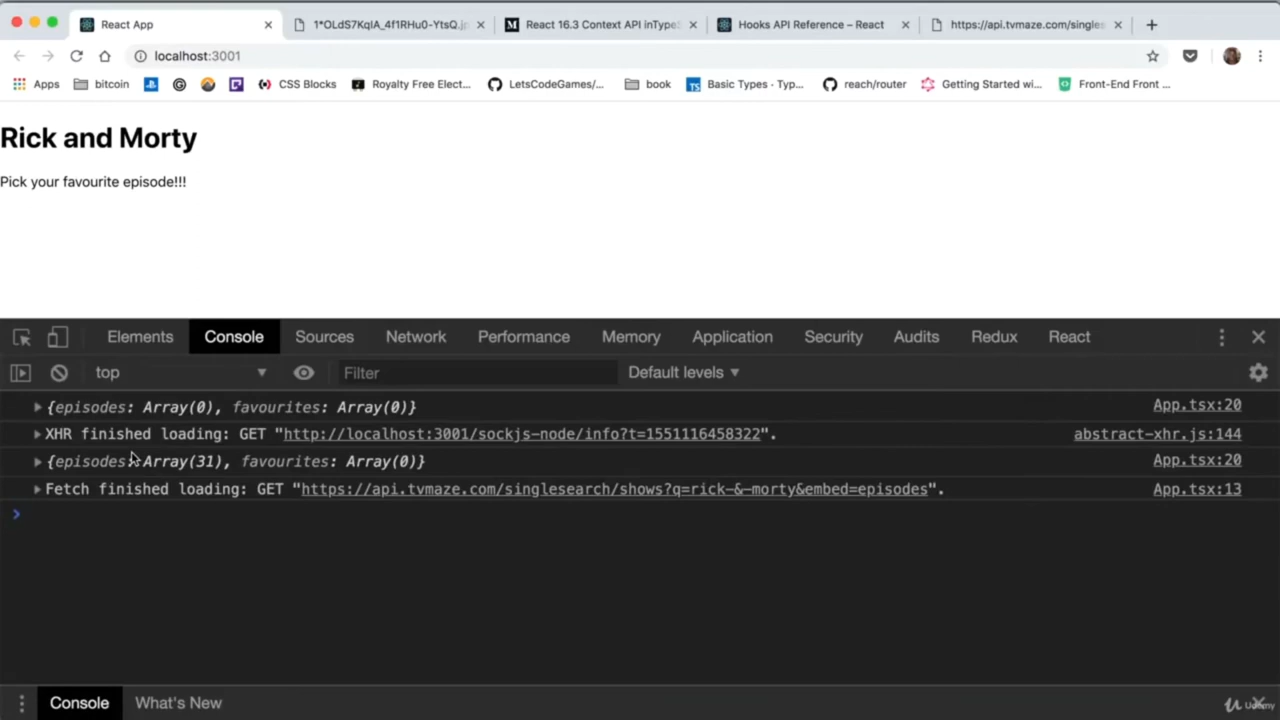 React App
1*OLdS7KqIA_4f1RHu0-YtsQ.j
React 16.3 Context API inType
Hooks API Reference – React
https://api.tvmaze.com/singles
localhost:3001
Apps
bitcoin
CSS Blocks
Royalty Free Elect...
LetsCodeGames/...
book
Basic Types · Typ...
reach/router
Getting Started wi...
Front-End Front ...
Rick and Morty
Pick your favourite episode!!!
Elements Console Sources Network Performance Memory Application Security Audits Redux React
top Filter Default levels
{episodes: Array(0), favourites: Array(0)} App.tsx:20
XHR finished loading: GET "http://localhost:3001/sockjs-node/info?t=1551116458322". abstract-xhr.js:144
{episodes: Array(31), favourites: Array(0)} App.tsx:20
Fetch finished loading: GET "https://api.tvmaze.com/singlesearch/shows?q=rick-&-morty&embed=episodes". App.tsx:13
Console What's New
Udemy